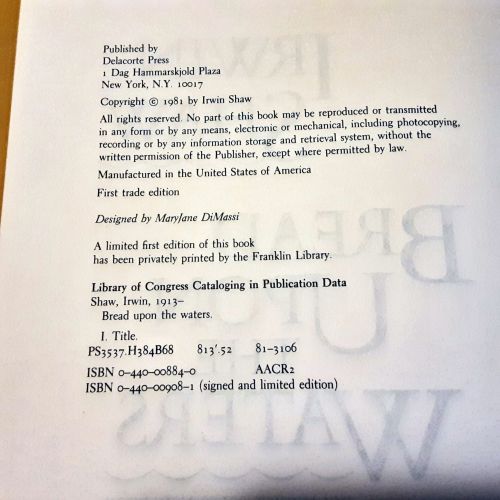 Published by
Delacorte Press
1 Dag Hammarskjold Plaza
New York, N.Y. 10017
Copyright © 1981 by Irwin Shaw
All rights reserved. No part of this book may be reproduced or transmitted
in any form or by any means, electronic or mechanical, including photocopying,
recording or by any information storage and retrieval system, without the
written permission of the Publisher, except where permitted by law.
Manufactured in the United States of America
First trade edition
Designed by MaryJane DiMassi
A limited first edition of this book
has been privately printed by the Franklin Library.
Library of Congress Cataloging in Publication Data
Shaw, Irwin, 1913–
Bread upon the waters.
I. Title.
PS3537.H384B68 813'.52 81-3106
ISBN 0-440-00884-0 AACR2
ISBN 0-440-00908-1 (signed and limited edition)